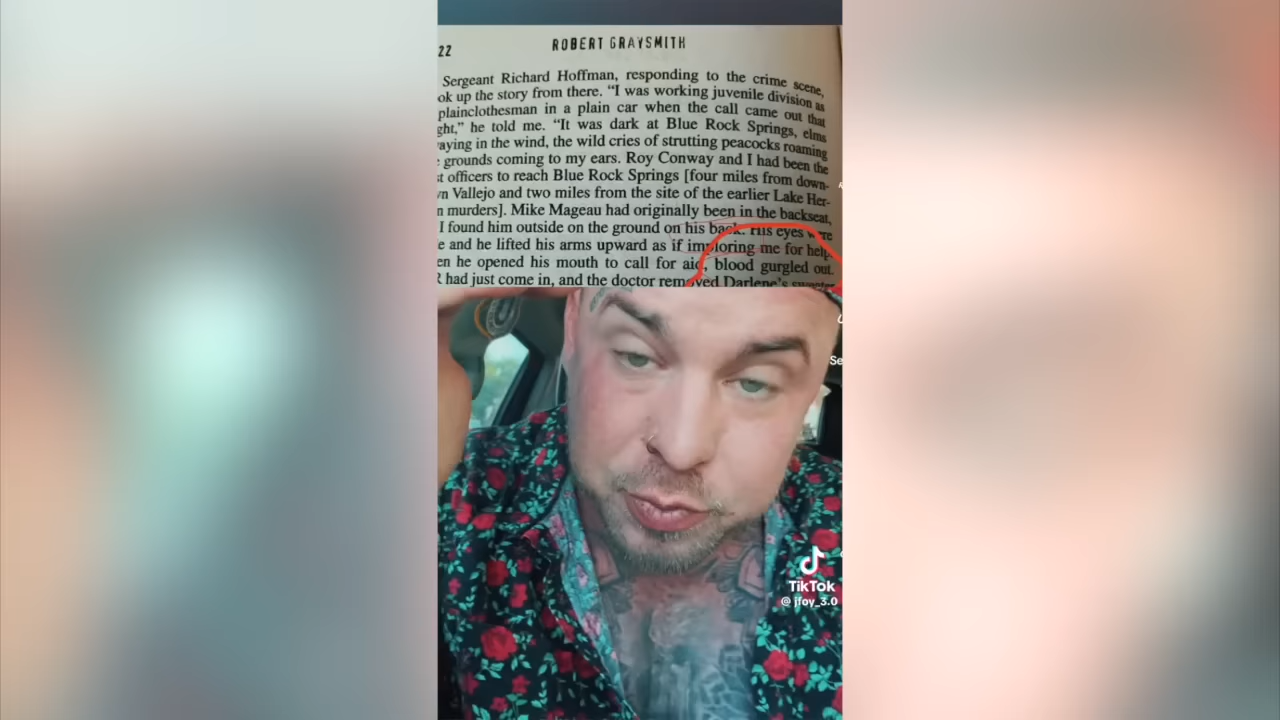 22
ROBERT GRAYSMITH
Sergeant Richard Hoffman, responding to the crime scene,
ok up the story from there. “I was working juvenile division as
plainclothesman in a plain car when the call came out that
ght,” he told me. “It was dark at Blue Rock Springs, elms
aying in the wind, the wild cries of strutting peacocks roaming
grounds coming to my ears. Roy Conway and I had been the
t officers to reach Blue Rock Springs [four miles from down-
n Vallejo and two miles from the site of the earlier Lake Her-
n murders]. Mike Mageau had originally been in the backseat,
I found him outside on the ground on his back. His eyes were
e and he lifted his arms upward as if imploring me for help.
en he opened his mouth to call for aid, blood gurgled out.
R had just come in, and the doctor removed Darlene's sweater
Se
TikTok
@ jfoy_3.0